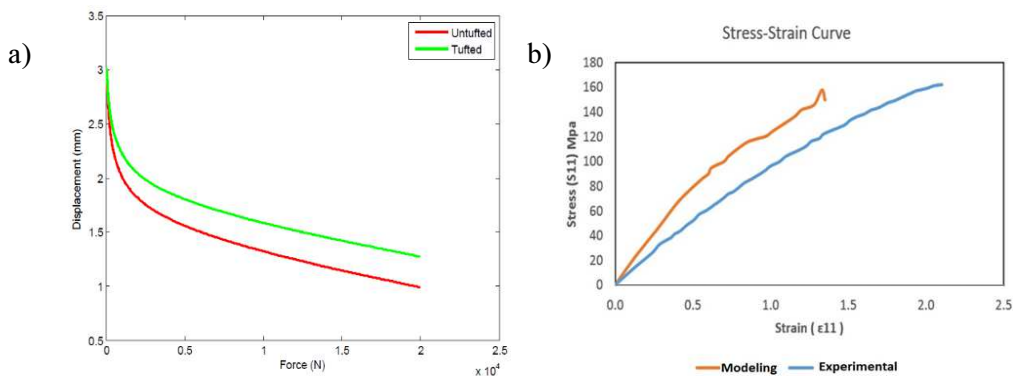 a)
3.5
3
2.5
2
1.5
1
0.5
Displacement (mm)
0 0.5 1 1.5 2 2.5
Force (N)
x 10⁴
Untufted
Tufted
b)
Stress-Strain Curve
180
160
140
120
100
80
60
40
20
0
Stress (S11) Mpa
0.0 0.5 1.0 1.5 2.0 2.5
Strain ( ε11 )
Modeling Experimental